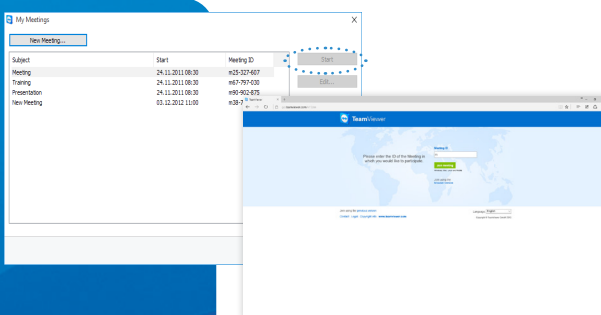 My Meetings
New Meeting...
Subject Start Meeting ID
Meeting 24.11.2011 08:30 m25-327-607
Training 24.11.2011 08:30 m67-797-030
Presentation 24.11.2011 08:30 m90-902-875
New Meeting 03.12.2012 11:00 m38-7
Start
Edit...
TeamViewer
Please enter the ID of the Meeting in
which you would like to participate.
Meeting ID
Join meeting
English